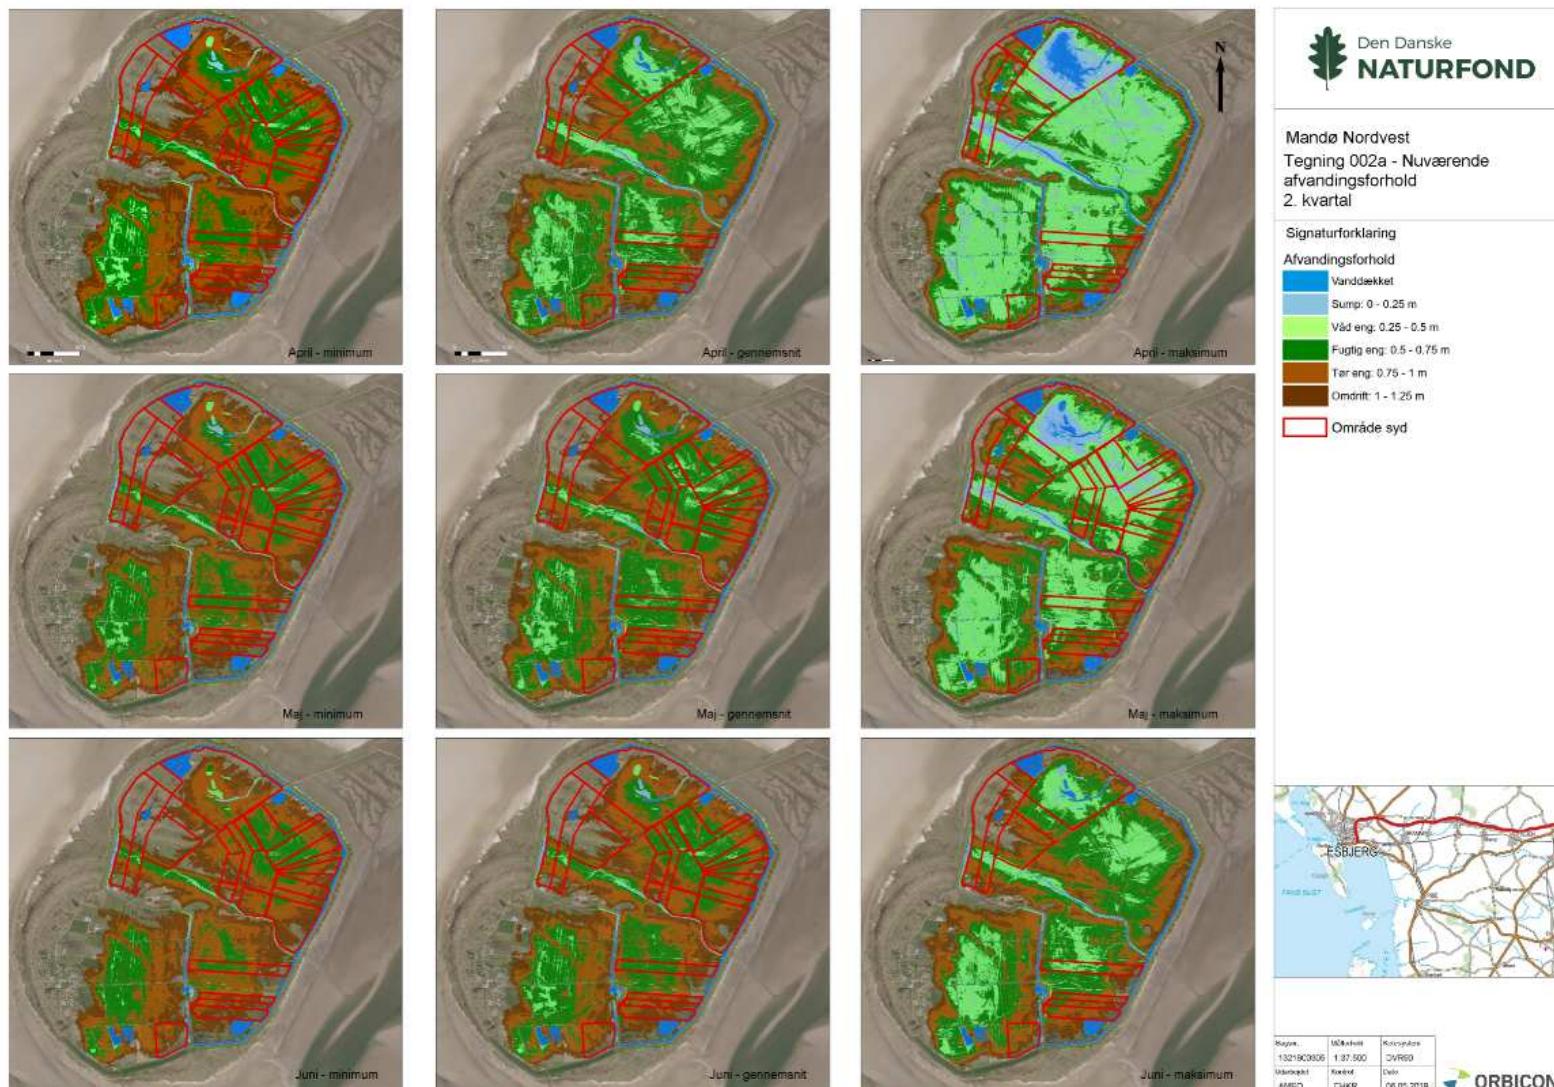 N
April - minimum
April - gennemsnit
April - maksimum
Maj - minimum
Maj - gennemsnit
Maj - maksimum
Juni - minimum
Juni - gennemsnit
Juni - maksimum
Den Danske
NATURFOND
Mandø Nordvest
Tegning 002a - Nuværende
afvandingsforhold
2. kvartal
Signaturforklaring
Afvandingsforhold
Vanddækket
Sump: 0 - 0.25 m
Våd eng: 0.25 - 0.5 m
Fugtig eng: 0.5 - 0.75 m
Tør eng: 0.75 - 1 m
Omdrift: 1 - 1.25 m
Område syd
ESBJERG
1:37.500
DVR90
ORBICON